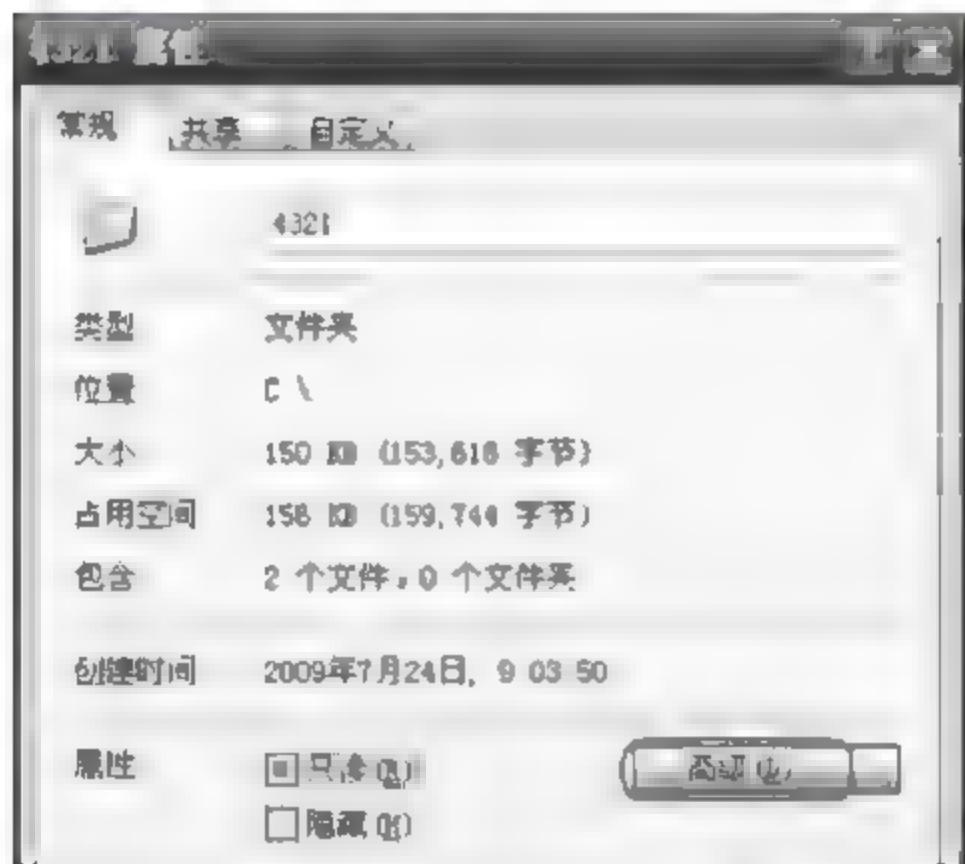 4321 属性
常规 共享 自定义
4321
类型 文件夹
位置 C \
大小 150 KB (153,616 字节)
占用空间 158 KB (159,744 字节)
包含 2 个文件，0 个文件夹
创建时间 2009年7月24日, 9 03 50
属性 只读(R) 高级(D)
隐藏(H)